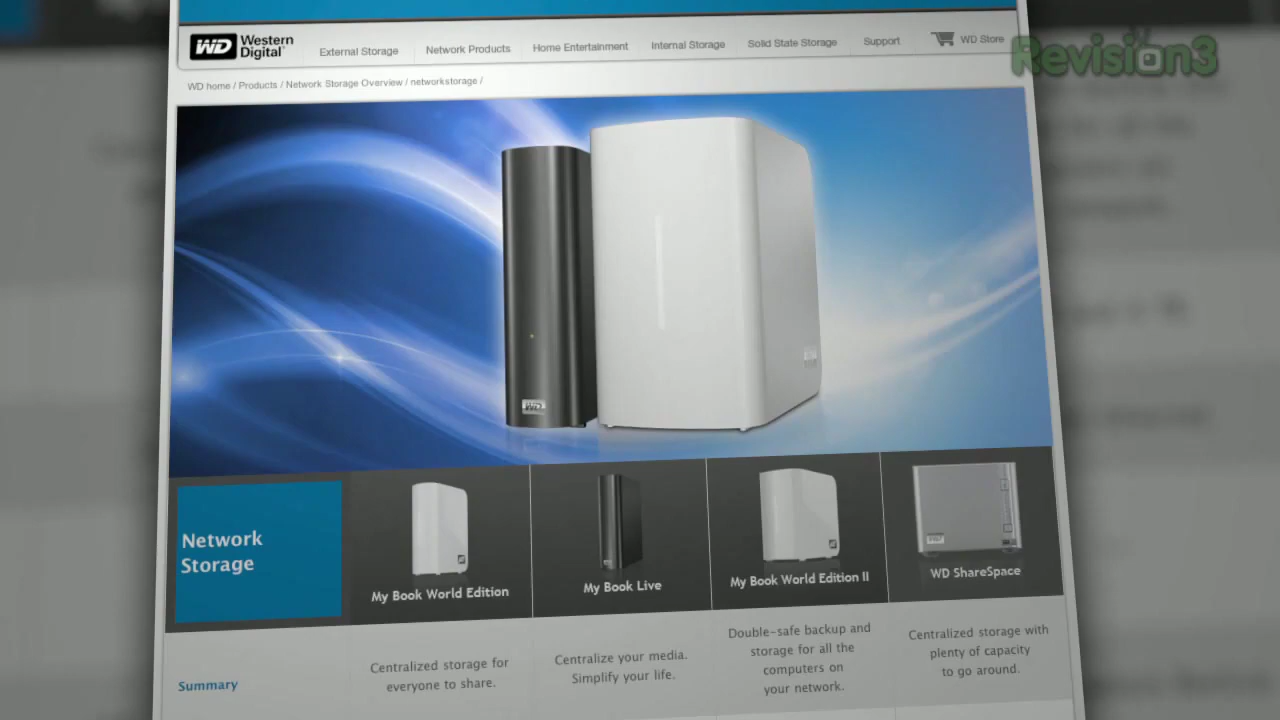 WD Western Digital
External Storage Network Products Home Entertainment Internal Storage Solid State Storage Support WD Store
Revision3
WD home / Products / Network Storage Overview / networkstorage /
WD
Network Storage
My Book World Edition
My Book Live
My Book World Edition II
WD
WD ShareSpace
Summary
Centralized storage for
everyone to share.
Centralize your media.
Simplify your life.
Double-safe backup and
storage for all the
computers on
your network.
Centralized storage with
plenty of capacity
to go around.